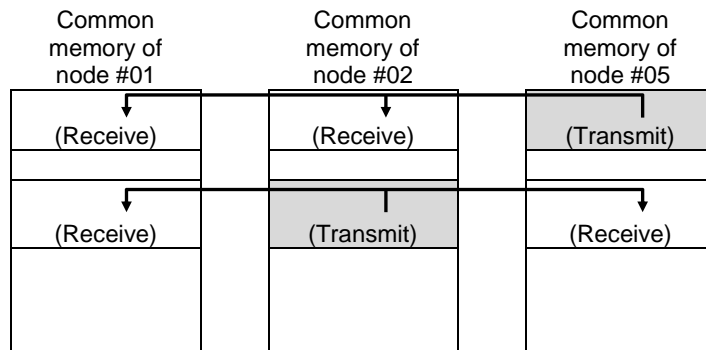 Common
memory of
node #01
Common
memory of
node #02
Common
memory of
node #05
(Receive)
(Receive)
(Transmit)
(Receive)
(Transmit)
(Receive)